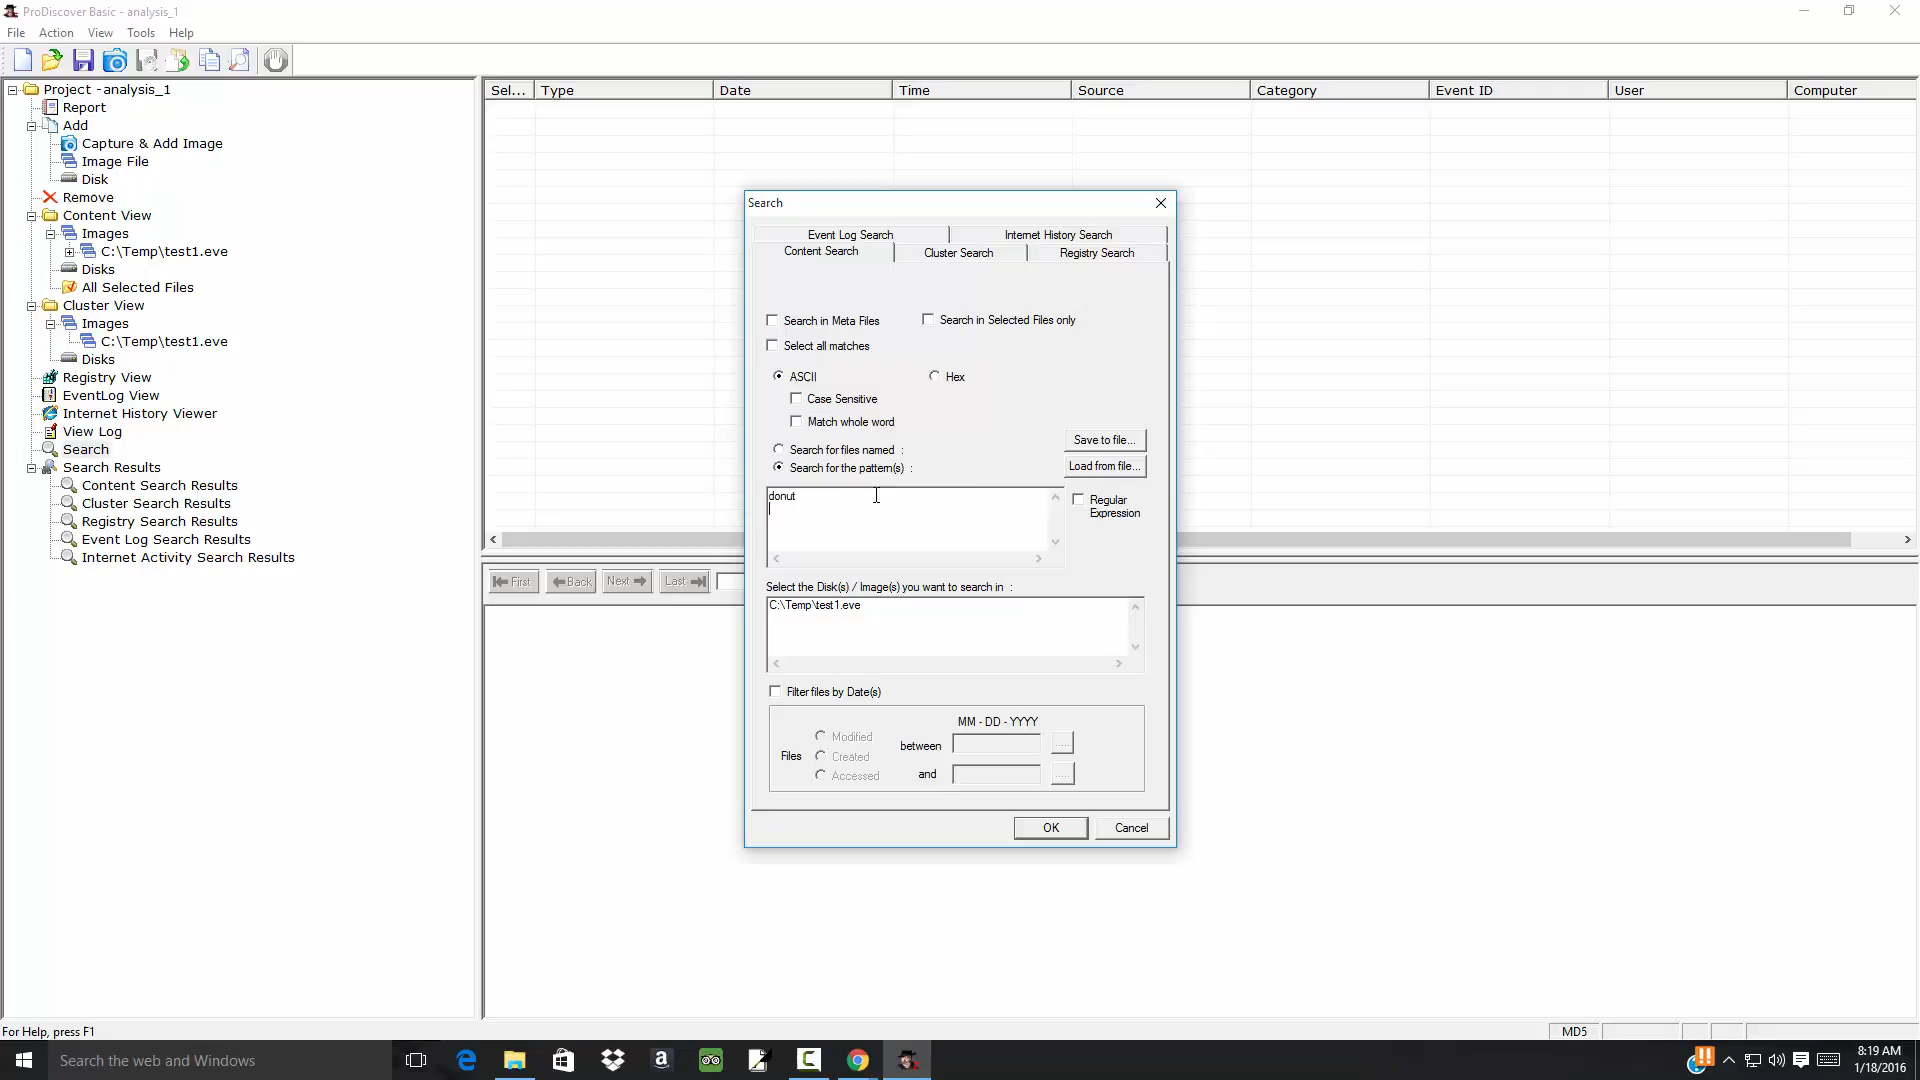 ProDiscover Basic - analysis_1
File Action View Tools Help
Project -analysis_1
Report
Add
Capture & Add Image
Image File
Disk
Remove
Content View
Images
C:\Temp\test1.eve
Disks
All Selected Files
Cluster View
Images
C:\Temp\test1.eve
Disks
Registry View
EventLog View
Internet History Viewer
View Log
Search
Search Results
Content Search Results
Cluster Search Results
Registry Search Results
Event Log Search Results
Internet Activity Search Results
Sel... Type Date Time Source Category Event ID User Computer
First Back Next Last
Search
Event Log Search Internet History Search
Content Search Cluster Search Registry Search
Search in Meta Files Search in Selected Files only
Select all matches
ASCII Hex
Case Sensitive
Match whole word
Search for files named :
Save to file...
Search for the pattern(s) :
Load from file...
donut
Regular
Expression
Select the Disk(s) / Image(s) you want to search in :
C:\Temp\test1.eve
Filter files by Date(s)
MM - DD - YYYY
Files
Modified
Created
Accessed
between .....
and .....
OK Cancel
For Help, press F1
MD5
Search the web and Windows
8:19 AM
1/18/2016